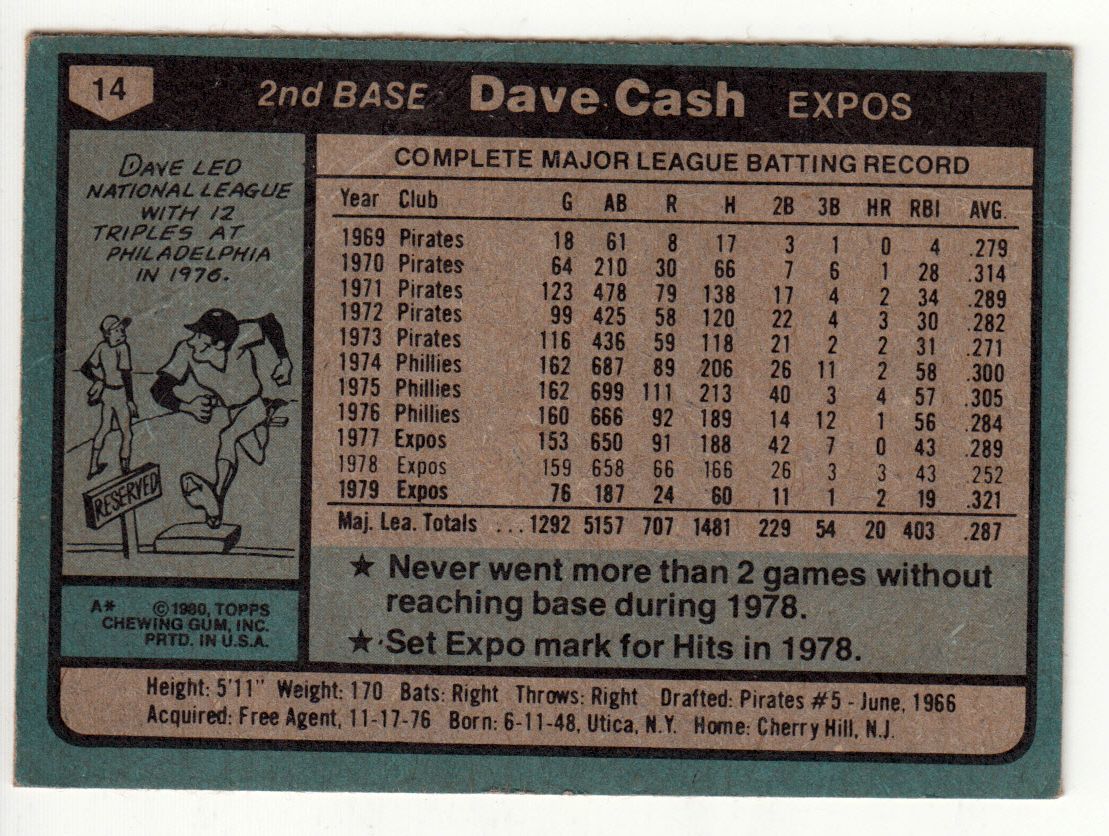 14 2nd BASE Dave Cash EXPOS
DAVE LED
NATIONAL LEAGUE
WITH 12
TRIPLES AT
PHILADELPHIA
IN 1976.
RESERVED
A* ©1980, TOPPS
CHEWING GUM, INC.
PRTD. IN U.S.A.
COMPLETE MAJOR LEAGUE BATTING RECORD
Year Club G AB R H 2B 3B HR RBI AVG.
1969 Pirates 18 61 8 17 3 1 0 4 .279
1970 Pirates 64 210 30 66 7 6 1 28 .314
1971 Pirates 123 478 79 138 17 4 2 34 .289
1972 Pirates 99 425 58 120 22 4 3 30 .282
1973 Pirates 116 436 59 118 21 2 2 31 .271
1974 Phillies 162 687 89 206 26 11 2 58 .300
1975 Phillies 162 699 111 213 40 3 4 57 .305
1976 Phillies 160 666 92 189 14 12 1 56 .284
1977 Expos 153 650 91 188 42 7 0 43 .289
1978 Expos 159 658 66 166 26 3 3 43 .252
1979 Expos 76 187 24 60 11 1 2 19 .321
Maj. Lea. Totals ...1292 5157 707 1481 229 54 20 403 .287
★ Never went more than 2 games without
reaching base during 1978.
★ Set Expo mark for Hits in 1978.
Height: 5'11" Weight: 170 Bats: Right Throws: Right Drafted: Pirates #5 - June, 1966
Acquired: Free Agent, 11-17-76 Born: 6-11-48, Utica, N.Y. Home: Cherry Hill, N.J.